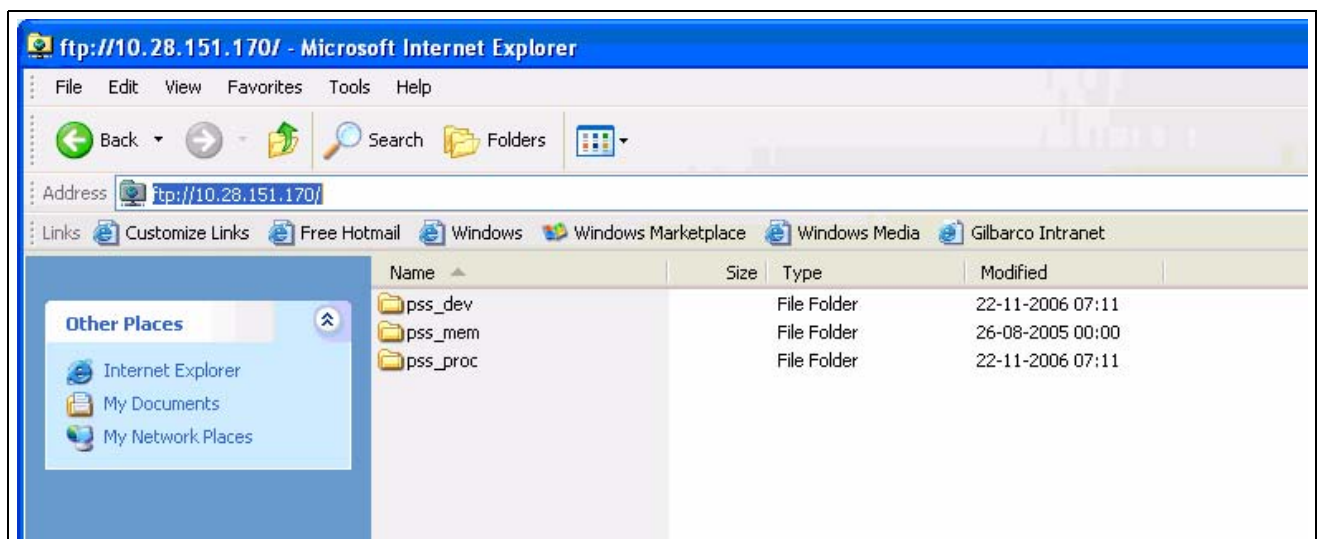 ftp://10.28.151.170/ - Microsoft Internet Explorer
File Edit View Favorites Tools Help
Back Search Folders
Address ftp://10.28.151.170/
Links Customize Links Free Hotmail Windows Windows Marketplace Windows Media Gilbarco Intranet
Name Size Type Modified
Other Places
Internet Explorer
My Documents
My Network Places
pss_dev File Folder 22-11-2006 07:11
pss_mem File Folder 26-08-2005 00:00
pss_proc File Folder 22-11-2006 07:11